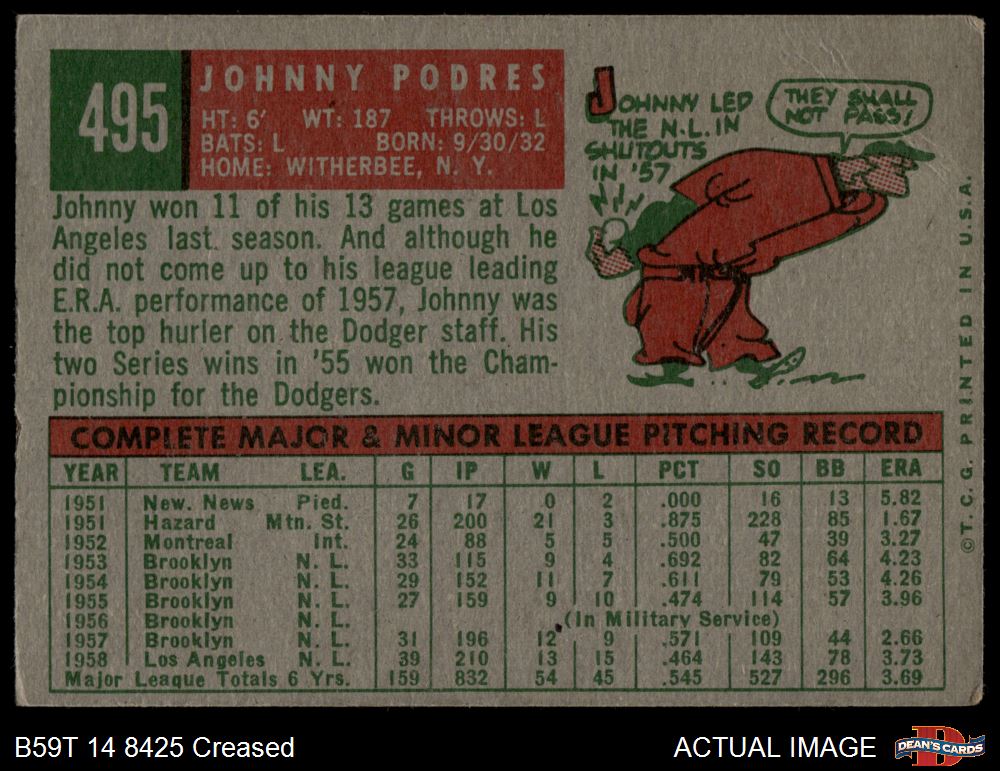 495
JOHNNY PODRES
HT: 6' WT: 187 THROWS: L
BATS: L BORN: 9/30/32
HOME: WITHERBEE, N. Y.
JOHNNY LED
THE N.L. IN
SHUTOUTS
IN '57
THEY SHALL
NOT PASS!
Johnny won 11 of his 13 games at Los
Angeles last season. And although he
did not come up to his league leading
E.R.A. performance of 1957, Johnny was
the top hurler on the Dodger staff. His
two Series wins in '55 won the Cham-
pionship for the Dodgers.
COMPLETE MAJOR & MINOR LEAGUE PITCHING RECORD
YEAR TEAM LEA. G IP W L PCT SO BB ERA
1951 New. News Pied. 7 17 0 2 .000 16 13 5.82
1951 Hazard Mtn. St. 26 200 21 3 .875 228 85 1.67
1952 Montreal Int. 24 88 5 5 .500 47 39 3.27
1953 Brooklyn N. L. 33 115 9 4 .692 82 64 4.23
1954 Brooklyn N. L. 29 152 11 7 .611 79 53 4.26
1955 Brooklyn N. L. 27 159 9 10 .474 114 57 3.96
1956 Brooklyn N. L. (In Military Service)
1957 Brooklyn N. L. 31 196 12 9 .571 109 44 2.66
1958 Los Angeles N. L. 39 210 13 15 .464 143 78 3.73
Major League Totals 6 Yrs. 159 832 54 45 .545 527 296 3.69
©T. C. G. PRINTED IN U.S.A.
B59T 14 8425 Creased
ACTUAL IMAGE
DEAN'S CARDS